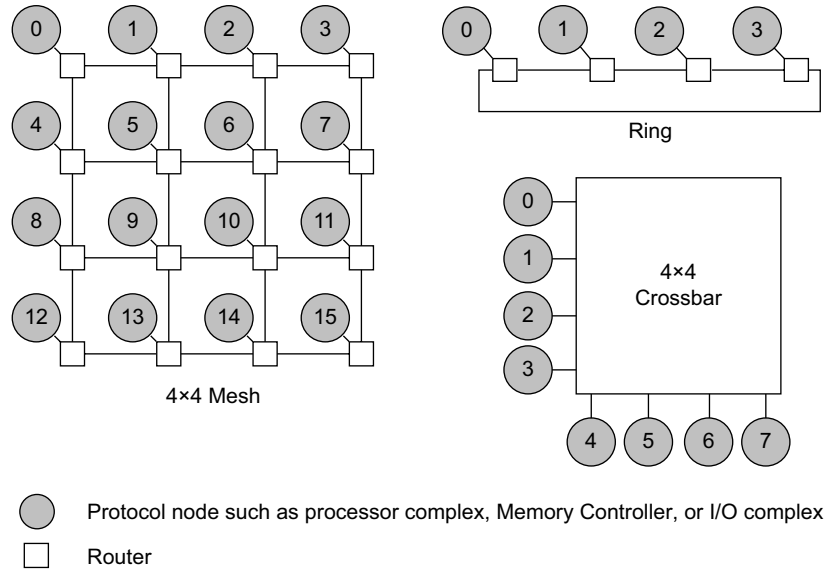 0 1 2 3
4 5 6 7
8 9 10 11
12 13 14 15
4×4 Mesh
0 1 2 3
Ring
0
1
2
3
4×4
Crossbar
4 5 6 7
Protocol node such as processor complex, Memory Controller, or I/O complex
Router